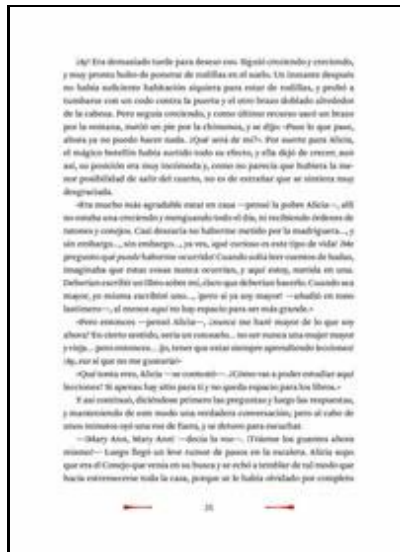 ¡Ay! Era demasiado tarde para desear eso. Siguió creciendo y creciendo,
y muy pronto hubo de ponerse de rodillas en el suelo. Un instante después
no había suficiente habitación siquiera para estar de rodillas, y probó a
tumbarse con un codo contra la puerta y el otro brazo doblado alrededor
de la cabeza. Pero seguía creciendo, y como último recurso sacó un brazo
por la ventana, metió un pie por la chimenea, y se dijo: «Pase lo que pase,
ahora ya no puedo hacer nada. ¿Qué será de mí?». Por suerte para Alicia,
el mágico botellín había surtido todo su efecto, y ella dejó de crecer; aun
así, su posición era muy incómoda y, como no parecía que hubiera la me-
nor posibilidad de salir del cuarto, no es de extrañar que se sintiera muy
desgraciada.
«Era mucho más agradable estar en casa —pensó la pobre Alicia—, allí
no estaba una creciendo y menguando todo el día, ni recibiendo órdenes de
ratones y conejos. Casi desearía no haberme metido por la madriguera..., y
sin embargo..., sin embargo..., ¡ya ves, qué curioso es este tipo de vida! ¡Me
pregunto qué puede haberme ocurrido! Cuando solía leer cuentos de hadas,
imaginaba que estas cosas nunca ocurrían, y aquí estoy, metida en una.
Deberían escribir un libro sobre mí, claro que deberían hacerlo. Cuando sea
mayor, yo misma escribiré uno..., ¡pero si ya soy mayor! —añadió en tono
lastimero—, al menos aquí no hay espacio para ser más grande.»
«Pero entonces —pensó Alicia—, ¿nunca me haré mayor de lo que soy
ahora? En cierto sentido, sería un consuelo... no ser nunca una mujer mayor
y vieja... pero entonces... ¡jo, tener que estar siempre aprendiendo lecciones!
¡Ay, eso sí que no me gustaría!»
«¡Qué tonta eres, Alicia! —se contestó—. ¿Cómo vas a poder estudiar aquí
lecciones? Si apenas hay sitio para ti y no queda espacio para los libros.»
Y así continuó, diciéndose primero las preguntas y luego las respuestas,
y manteniendo de este modo una verdadera conversación; pero al cabo de
unos minutos oyó una voz de fuera, y se detuvo para escuchar.
—¡Mary Ann, Mary Ann! —decía la voz—. ¡Tráeme los guantes ahora
mismo!— Luego llegó un leve rumor de pasos en la escalera. Alicia supo
que era el Conejo que venía en su busca y se echó a temblar de tal modo que
hacía estremecerse toda la casa, porque se le había olvidado por completo